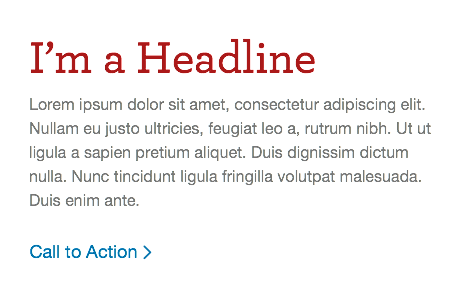 I’m a Headline
Lorem ipsum dolor sit amet, consectetur adipiscing elit.
Nullam eu justo ultricies, feugiat leo a, rutrum nibh. Ut ut
ligula a sapien pretium aliquet. Duis dignissim dictum
nulla. Nunc tincidunt ligula fringilla volutpat malesuada.
Duis enim ante.
Call to Action >